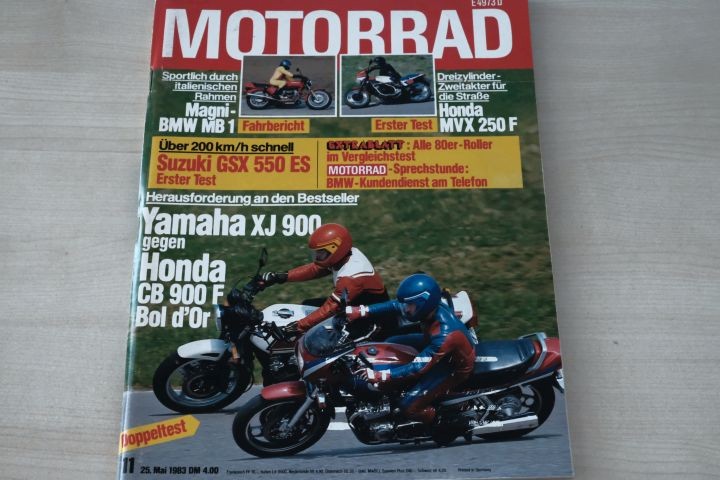 E 4973 D
MOTORRAD
Sportlich durch
italienischen
Rahmen
Magni-
BMW MB 1
Fahrbericht
Erster Test
Dreizylinder-
Zweitakter für
die Straße
Honda
MVX 250 F
Über 200 km/h schnell
Suzuki GSX 550 ES
Erster Test
EXTRABLATT: Alle 80er-Roller
im Vergleichstest
MOTORRAD-Sprechstunde:
BMW-Kundendienst am Telefon
Herausforderung an den Bestseller
Yamaha XJ 900
gegen
Honda
CB 900 F
Bol d'Or
Doppeltest
11 25. Mai 1983 DM 4.00
Printed in Germany